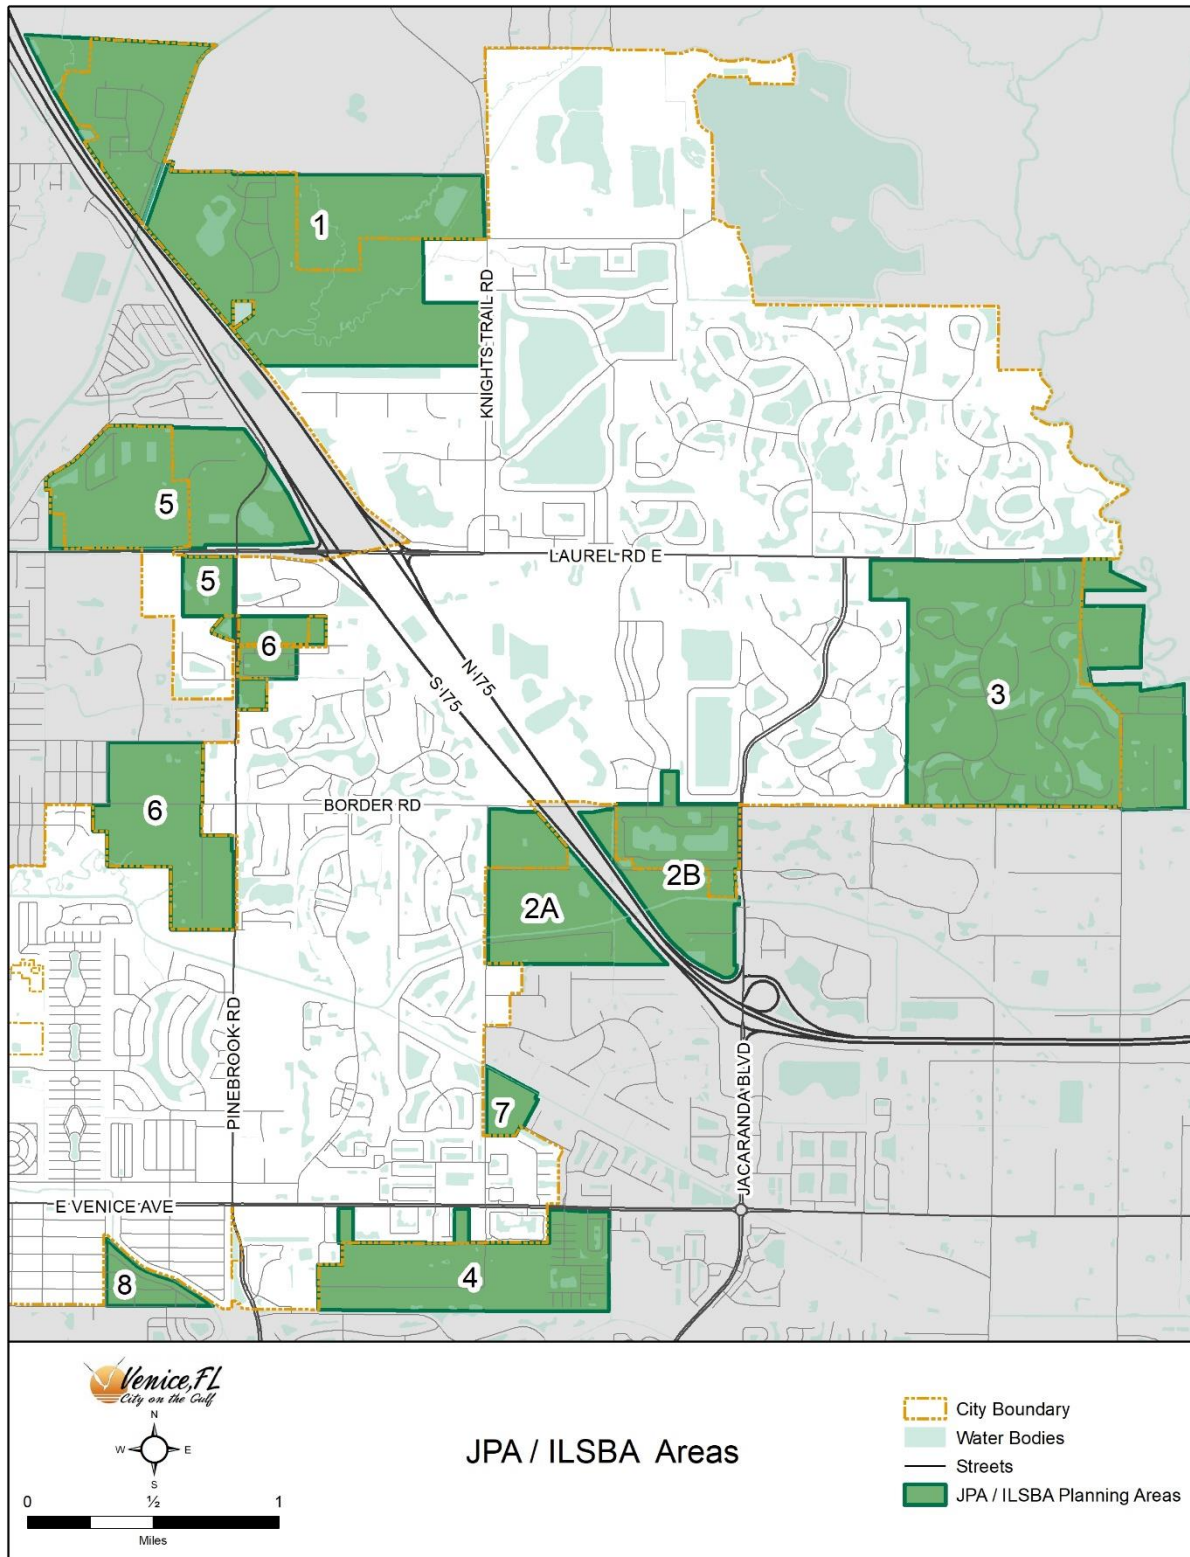 1
KNIGHTS TRAIL RD
5
LAUREL RD E
5
6
N I75
S I75
3
6
BORDER RD
2A
2B
PINEBROOK RD
7
JACARANDA BLVD
E VENICE AVE
8
4
Venice, FL
City on the Gulf
N
W E
S
0 ½ 1
Miles
JPA / ILSBA Areas
City Boundary
Water Bodies
Streets
JPA / ILSBA Planning Areas